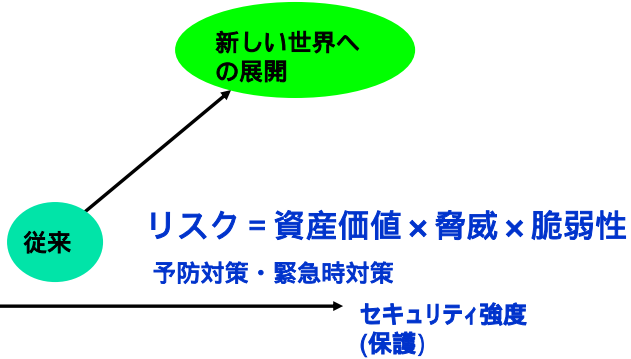 新しい世界へ
の展開
従来
リスク = 資産価値 × 脅威 × 脆弱性
予防対策・緊急時対策
セキュリティ強度
(保護)